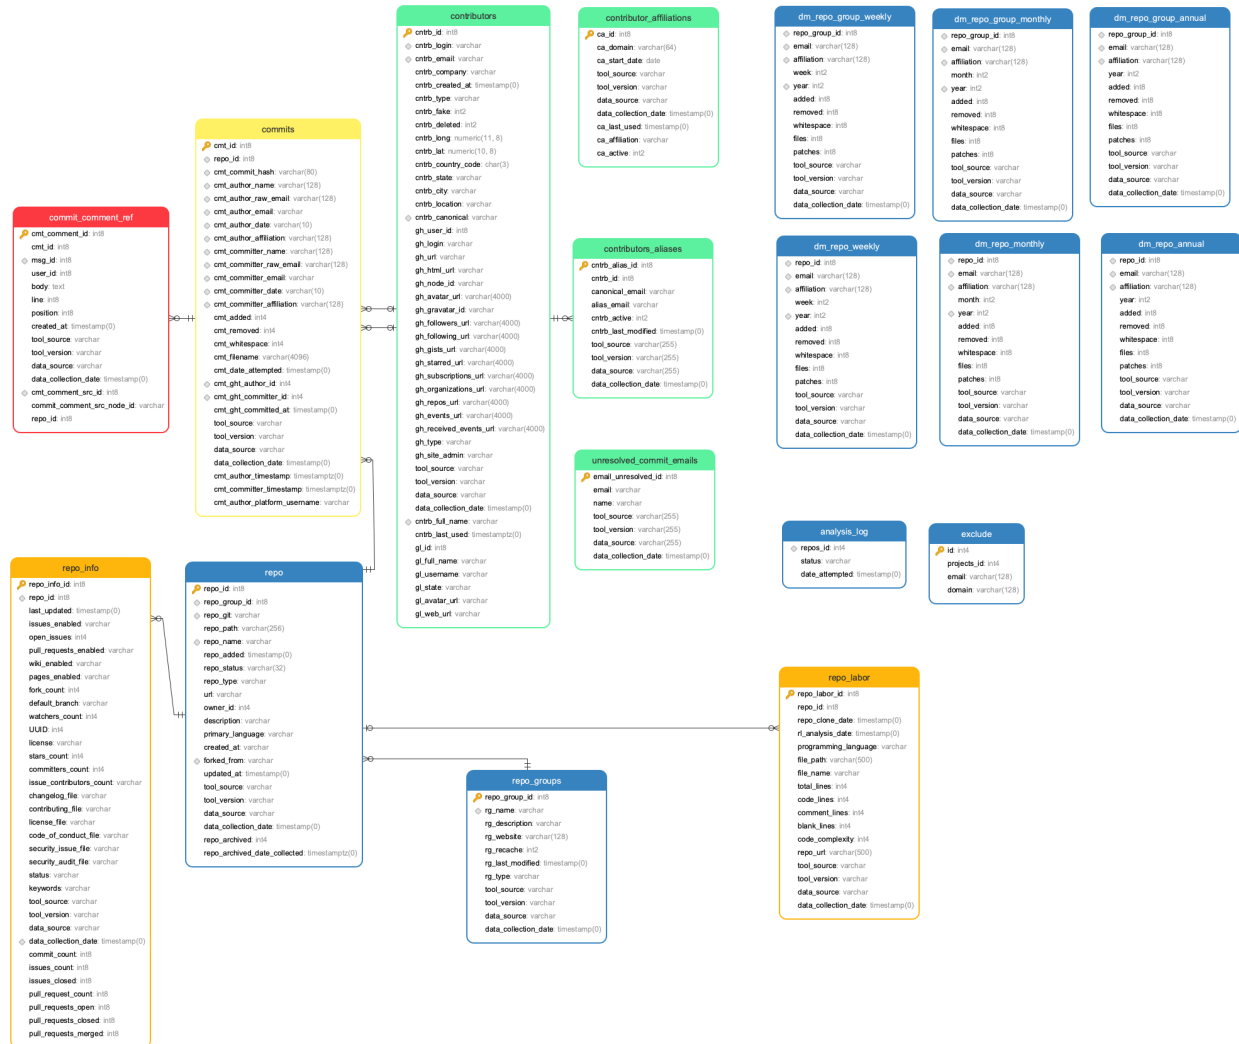 contributors
cntrb_id: int8
cntrb_login: varchar
cntrb_email: varchar
cntrb_company: varchar
cntrb_created_at: timestamp(0)
cntrb_type: varchar
cntrb_fake: int2
cntrb_deleted: int2
cntrb_long: numeric(11, 8)
cntrb_lat: numeric(10, 8)
cntrb_country_code: char(3)
cntrb_state: varchar
cntrb_city: varchar
cntrb_location: varchar
cntrb_canonical: varchar
gh_user_id: int8
gh_login: varchar
gh_url: varchar
gh_html_url: varchar
gh_node_id: varchar
gh_avatar_url: varchar(4000)
gh_gravatar_id: varchar
gh_followers_url: varchar(4000)
gh_following_url: varchar(4000)
gh_gists_url: varchar(4000)
gh_starred_url: varchar(4000)
gh_subscriptions_url: varchar(4000)
gh_organizations_url: varchar(4000)
gh_repos_url: varchar(4000)
gh_events_url: varchar(4000)
gh_received_events_url: varchar(4000)
gh_type: varchar
gh_site_admin: varchar
tool_source: varchar
tool_version: varchar
data_source: varchar
data_collection_date: timestamp(0)
cntrb_full_name: varchar
cntrb_last_used: timestamptz(0)
gl_id: int8
gl_full_name: varchar
gl_username: varchar
gl_state: varchar
gl_avatar_url: varchar
gl_web_url: varchar
contributor_affiliations
ca_id: int8
ca_domain: varchar(64)
ca_start_date: date
tool_source: varchar
tool_version: varchar
data_source: varchar
data_collection_date: timestamp(0)
ca_last_used: timestamp(0)
ca_affiliation: varchar
ca_active: int2
dm_repo_group_weekly
repo_group_id: int8
email: varchar(128)
affiliation: varchar(128)
week: int2
year: int2
added: int8
removed: int8
whitespace: int8
files: int8
patches: int8
tool_source: varchar
tool_version: varchar
data_source: varchar
data_collection_date: timestamp(0)
dm_repo_group_monthly
repo_group_id: int8
email: varchar(128)
affiliation: varchar(128)
month: int2
year: int2
added: int8
removed: int8
whitespace: int8
files: int8
patches: int8
tool_source: varchar
tool_version: varchar
data_source: varchar
data_collection_date: timestamp(0)
dm_repo_group_annual
repo_group_id: int8
email: varchar(128)
affiliation: varchar(128)
year: int2
added: int8
removed: int8
whitespace: int8
files: int8
patches: int8
tool_source: varchar
tool_version: varchar
data_source: varchar
data_collection_date: timestamp(0)
commits
cmt_id: int8
repo_id: int8
cmt_commit_hash: varchar(80)
cmt_author_name: varchar(128)
cmt_author_raw_email: varchar(128)
cmt_author_email: varchar
cmt_author_date: varchar(10)
cmt_author_affiliation: varchar(128)
cmt_committer_name: varchar(128)
cmt_committer_raw_email: varchar(128)
cmt_committer_email: varchar
cmt_committer_date: varchar(10)
cmt_committer_affiliation: varchar(128)
cmt_added: int4
cmt_removed: int4
cmt_whitespace: int4
cmt_filename: varchar(4096)
cmt_date_attempted: timestamp(0)
cmt_ght_author_id: int4
cmt_ght_committer_id: int4
cmt_ght_committed_at: timestamp(0)
tool_source: varchar
tool_version: varchar
data_source: varchar
data_collection_date: timestamp(0)
cmt_author_timestamp: timestamptz(0)
cmt_committer_timestamp: timestamptz(0)
cmt_author_platform_username: varchar
commit_comment_ref
cmt_comment_id: int8
cmt_id: int8
msg_id: int8
user_id: int8
body: text
line: int8
position: int8
created_at: timestamp(0)
tool_source: varchar
tool_version: varchar
data_source: varchar
data_collection_date: timestamp(0)
cmt_comment_src_id: int8
commit_comment_src_node_id: varchar
repo_id: int8
contributors_aliases
cntrb_alias_id: int8
cntrb_id: int8
canonical_email: varchar
alias_email: varchar
cntrb_active: int2
cntrb_last_modified: timestamp(0)
tool_source: varchar(255)
tool_version: varchar(255)
data_source: varchar(255)
data_collection_date: timestamp(0)
dm_repo_weekly
repo_id: int8
email: varchar(128)
affiliation: varchar(128)
week: int2
year: int2
added: int8
removed: int8
whitespace: int8
files: int8
patches: int8
tool_source: varchar
tool_version: varchar
data_source: varchar
data_collection_date: timestamp(0)
dm_repo_monthly
repo_id: int8
email: varchar(128)
affiliation: varchar(128)
month: int2
year: int2
added: int8
removed: int8
whitespace: int8
files: int8
patches: int8
tool_source: varchar
tool_version: varchar
data_source: varchar
data_collection_date: timestamp(0)
dm_repo_annual
repo_id: int8
email: varchar(128)
affiliation: varchar(128)
year: int2
added: int8
removed: int8
whitespace: int8
files: int8
patches: int8
tool_source: varchar
tool_version: varchar
data_source: varchar
data_collection_date: timestamp(0)
unresolved_commit_emails
email_unresolved_id: int8
email: varchar
name: varchar
tool_source: varchar(255)
tool_version: varchar(255)
data_source: varchar(255)
data_collection_date: timestamp(0)
analysis_log
repos_id: int4
status: varchar
date_attempted: timestamp(0)
exclude
id: int4
projects_id: int4
email: varchar(128)
domain: varchar(128)
repo_info
repo_info_id: int8
repo_id: int8
last_updated: timestamp(0)
issues_enabled: varchar
open_issues: int4
pull_requests_enabled: varchar
wiki_enabled: varchar
pages_enabled: varchar
fork_count: int4
default_branch: varchar
watchers_count: int4
UUID: int4
license: varchar
stars_count: int4
committers_count: int4
issue_contributors_count: varchar
changelog_file: varchar
contributing_file: varchar
license_file: varchar
code_of_conduct_file: varchar
security_issue_file: varchar
security_audit_file: varchar
status: varchar
keywords: varchar
tool_source: varchar
tool_version: varchar
data_source: varchar
data_collection_date: timestamp(0)
commit_count: int8
issues_count: int8
issues_closed: int8
pull_request_count: int8
pull_requests_open: int8
pull_requests_closed: int8
pull_requests_merged: int8
repo
repo_id: int8
repo_group_id: int8
repo_git: varchar
repo_path: varchar(256)
repo_name: varchar
repo_added: timestamp(0)
repo_status: varchar(32)
repo_type: varchar
url: varchar
owner_id: int4
description: varchar
primary_language: varchar
created_at: varchar
forked_from: varchar
updated_at: timestamp(0)
tool_source: varchar
tool_version: varchar
data_source: varchar
data_collection_date: timestamp(0)
repo_archived: int4
repo_archived_date_collected: timestamptz(0)
repo_groups
repo_group_id: int8
rg_name: varchar
rg_description: varchar
rg_website: varchar(128)
rg_recache: int2
rg_last_modified: timestamp(0)
rg_type: varchar
tool_source: varchar
tool_version: varchar
data_source: varchar
data_collection_date: timestamp(0)
repo_labor
repo_labor_id: int8
repo_id: int8
repo_clone_date: timestamp(0)
rl_analysis_date: timestamp(0)
programming_language: varchar
file_path: varchar(500)
file_name: varchar
total_lines: int4
code_lines: int4
comment_lines: int4
blank_lines: int4
code_complexity: int4
repo_url: varchar(500)
tool_source: varchar
tool_version: varchar
data_source: varchar
data_collection_date: timestamp(0)